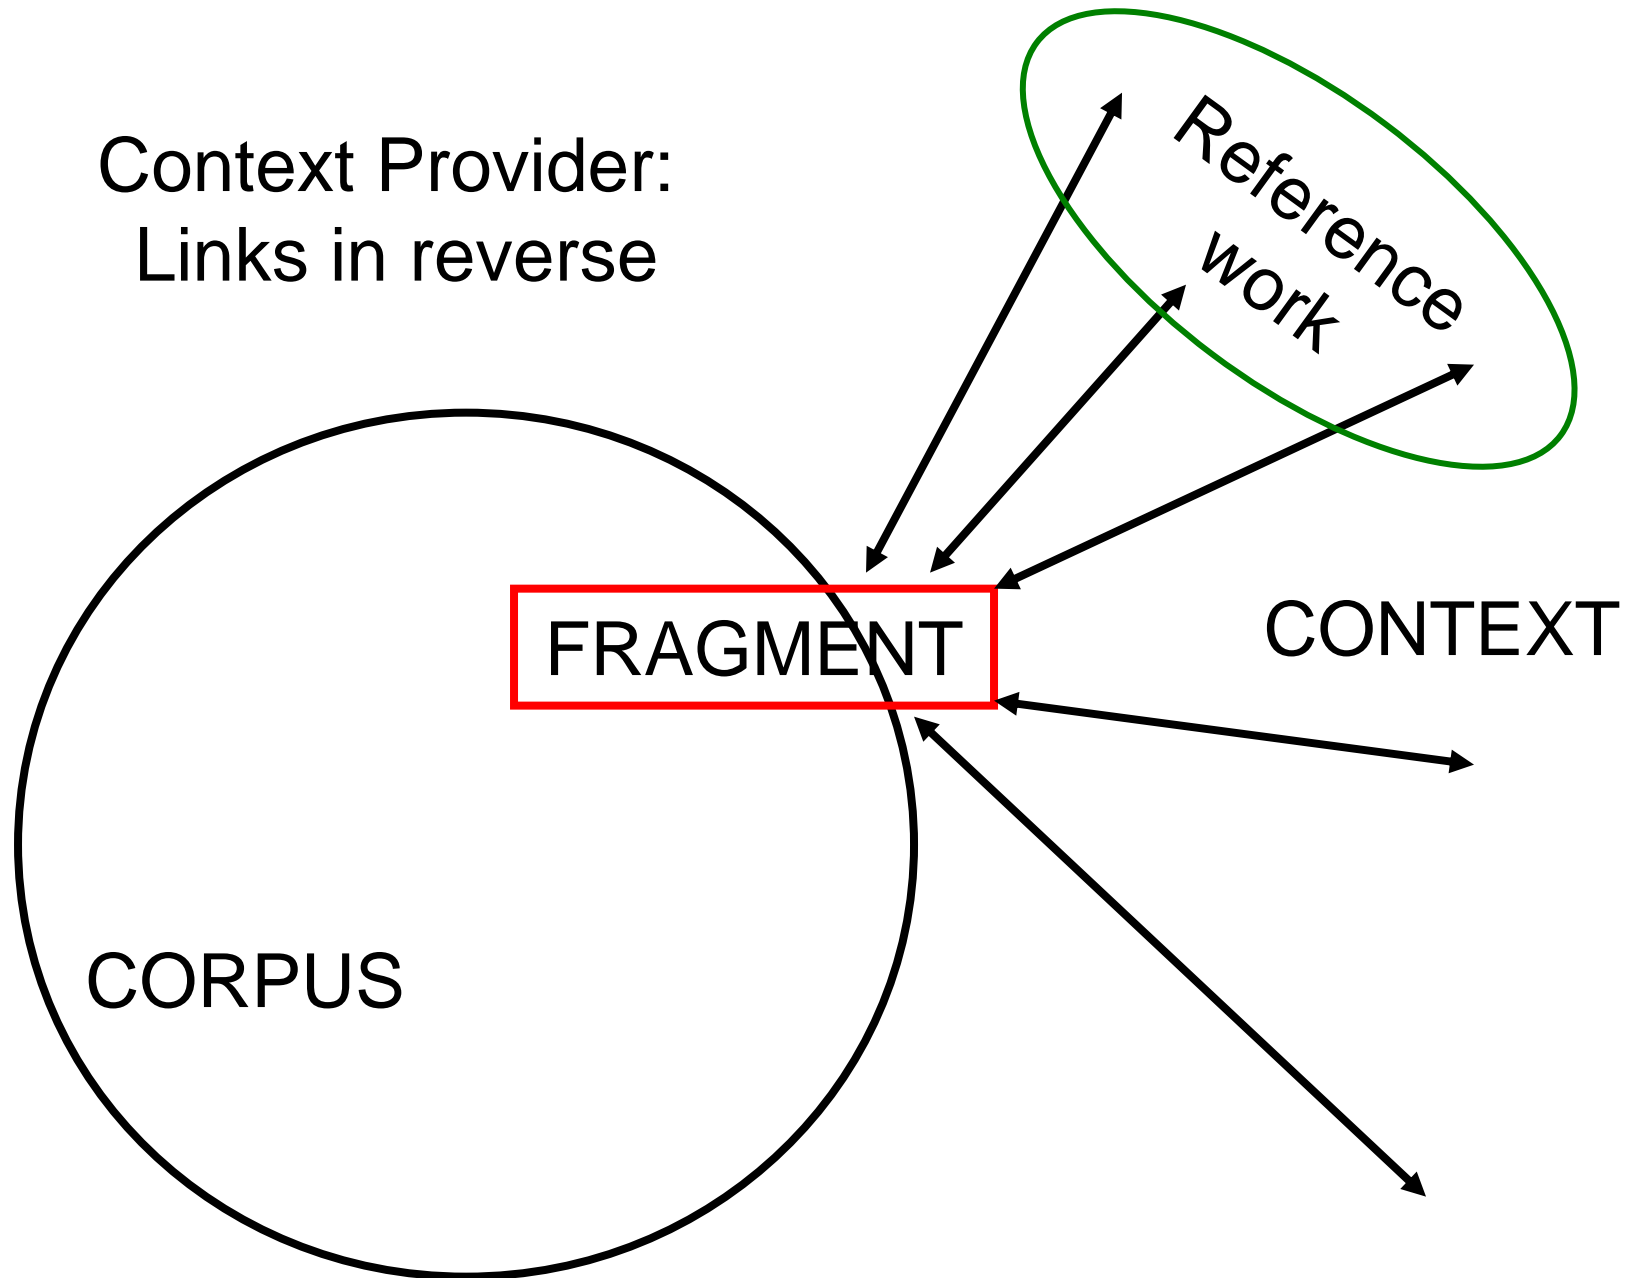 Context Provider:
Links in reverse
Reference
work
FRAGMENT
CONTEXT
CORPUS